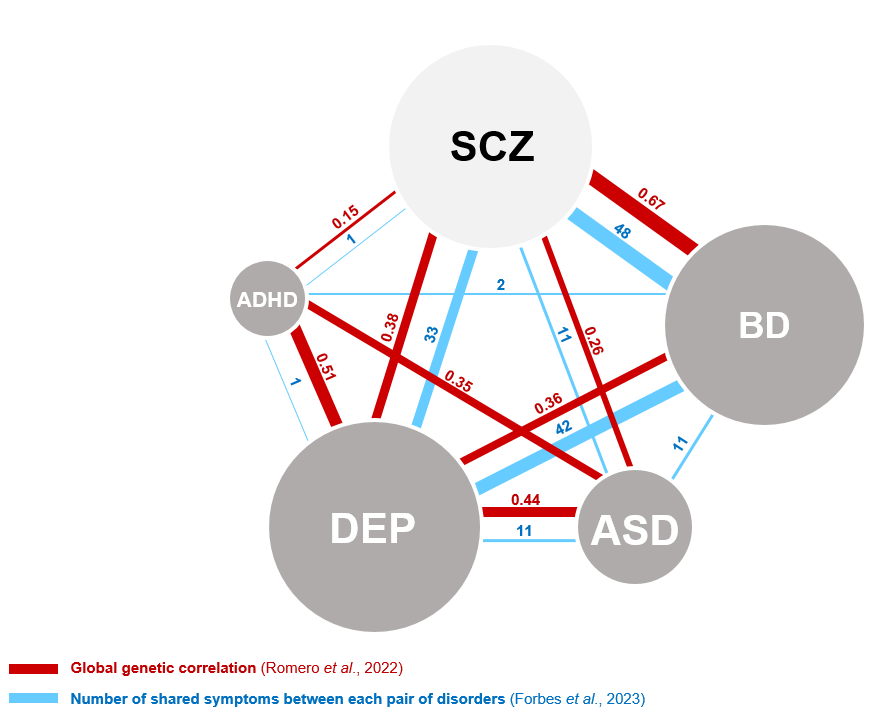 SCZ
0.67
0.15
48
1
ADHD
2
BD
0.38
33
11
0.26
0.51
0.35
1
0.36
42
11
DEP
0.44
11
ASD
Global genetic correlation (Romero et al., 2022)
Number of shared symptoms between each pair of disorders (Forbes et al., 2023)